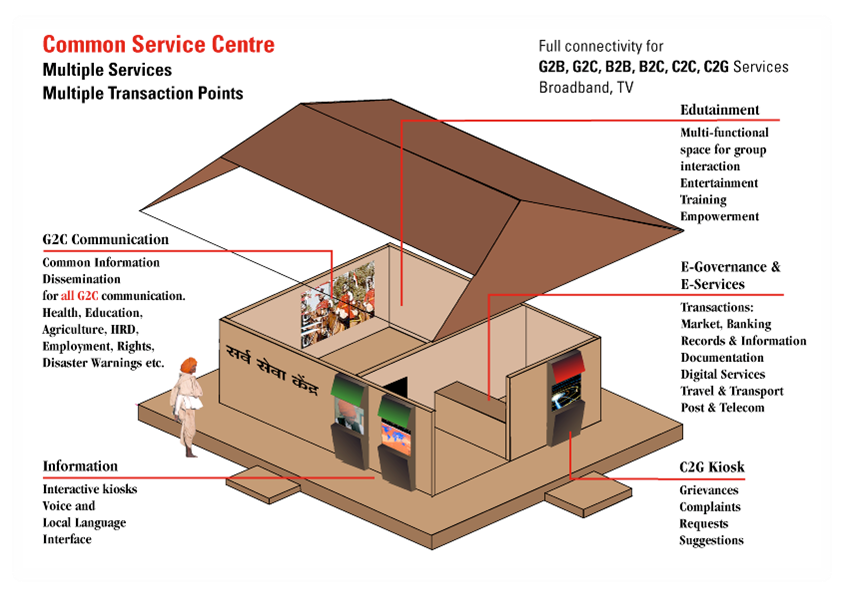 Common Service Centre
Multiple Services
Multiple Transaction Points
Full connectivity for
G2B, G2C, B2B, B2C, C2C, C2G Services
Broadband, TV
Edutainment
Multi-functional
space for group
interaction
Entertainment
Training
Empowerment
G2C Communication
Common Information
Dissemination
for all G2C communication.
Health, Education,
Agriculture, HRD,
Employment, Rights,
Disaster Warnings etc.
E-Governance &
E-Services
Transactions:
Market, Banking
Records & Information
Documentation
Digital Services
Travel & Transport
Post & Telecom
सर्व सेवा केंद्र
Information
Interactive kiosks
Voice and
Local Language
Interface
C2G Kiosk
Grievances
Complaints
Requests
Suggestions